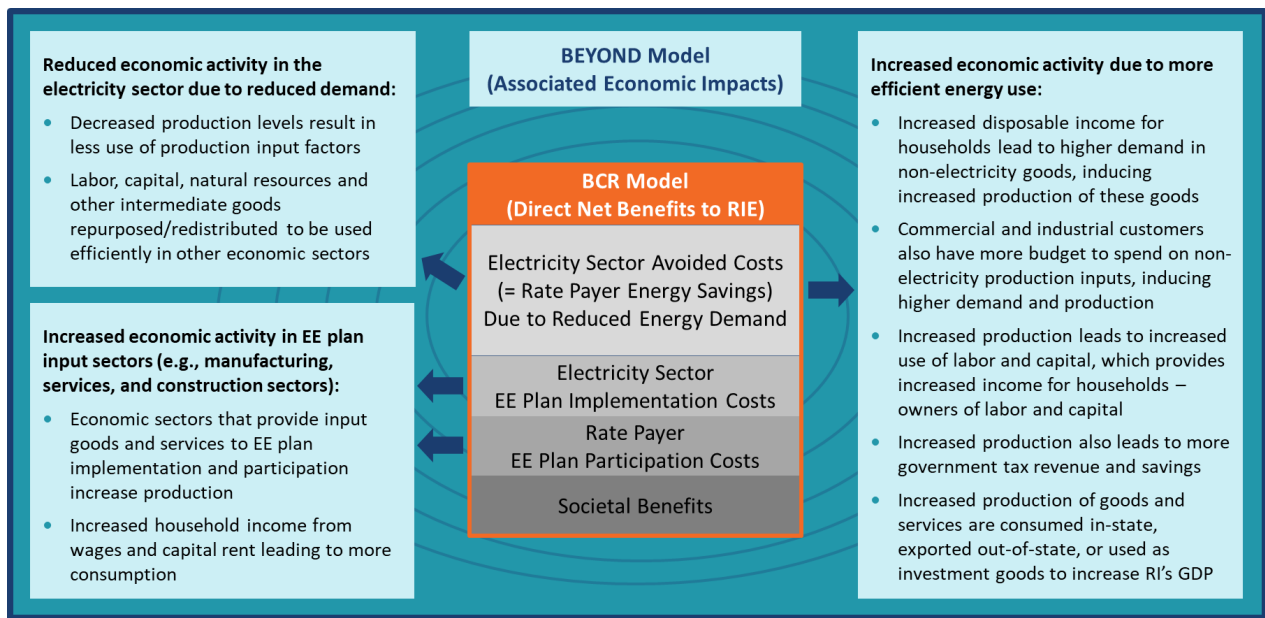 Reduced economic activity in the
electricity sector due to reduced demand:
• Decreased production levels result in
less use of production input factors
• Labor, capital, natural resources and
other intermediate goods
repurposed/redistributed to be used
efficiently in other economic sectors
Increased economic activity in EE plan
input sectors (e.g., manufacturing,
services, and construction sectors):
• Economic sectors that provide input
goods and services to EE plan
implementation and participation
increase production
• Increased household income from
wages and capital rent leading to more
consumption
BEYOND Model
(Associated Economic Impacts)
BCR Model
(Direct Net Benefits to RIE)
Electricity Sector Avoided Costs
(= Rate Payer Energy Savings)
Due to Reduced Energy Demand
Electricity Sector
EE Plan Implementation Costs
Rate Payer
EE Plan Participation Costs
Societal Benefits
Increased economic activity due to more
efficient energy use:
• Increased disposable income for
households lead to higher demand in
non-electricity goods, inducing
increased production of these goods
• Commercial and industrial customers
also have more budget to spend on non-
electricity production inputs, inducing
higher demand and production
• Increased production leads to increased
use of labor and capital, which provides
increased income for households –
owners of labor and capital
• Increased production also leads to more
government tax revenue and savings
• Increased production of goods and
services are consumed in-state,
exported out-of-state, or used as
investment goods to increase RI's GDP